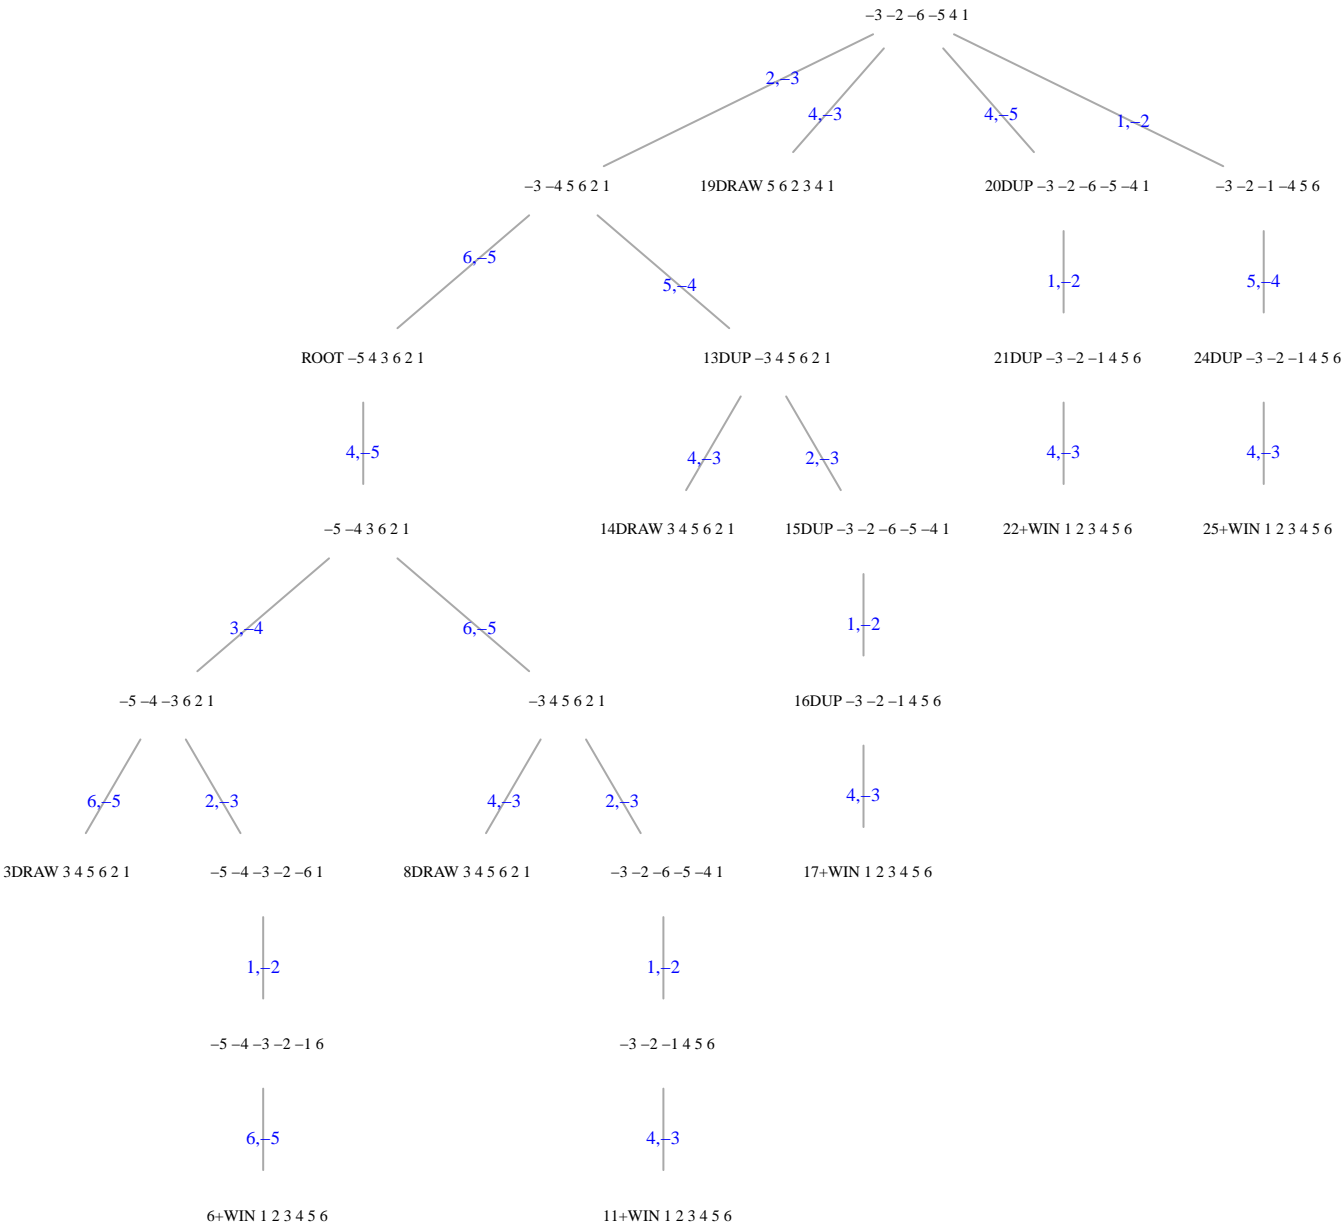 −3 −2 −6 −5 4 1
2,−3
4,−3
4,−5
1,−2
−3 −4 5 6 2 1
19DRAW 5 6 2 3 4 1
20DUP −3 −2 −6 −5 −4 1
−3 −2 −1 −4 5 6
6,−5
5,−4
1,−2
5,−4
ROOT −5 4 3 6 2 1
13DUP −3 4 5 6 2 1
21DUP −3 −2 −1 4 5 6
24DUP −3 −2 −1 4 5 6
4,−5
4,−3
2,−3
4,−3
4,−3
−5 −4 3 6 2 1
14DRAW 3 4 5 6 2 1
15DUP −3 −2 −6 −5 −4 1
22+WIN 1 2 3 4 5 6
25+WIN 1 2 3 4 5 6
3,−4
6,−5
1,−2
−5 −4 −3 6 2 1
−3 4 5 6 2 1
16DUP −3 −2 −1 4 5 6
6,−5
2,−3
4,−3
2,−3
4,−3
3DRAW 3 4 5 6 2 1
−5 −4 −3 −2 −6 1
8DRAW 3 4 5 6 2 1
−3 −2 −6 −5 −4 1
17+WIN 1 2 3 4 5 6
1,−2
1,−2
−5 −4 −3 −2 −1 6
−3 −2 −1 4 5 6
6,−5
4,−3
6+WIN 1 2 3 4 5 6
11+WIN 1 2 3 4 5 6